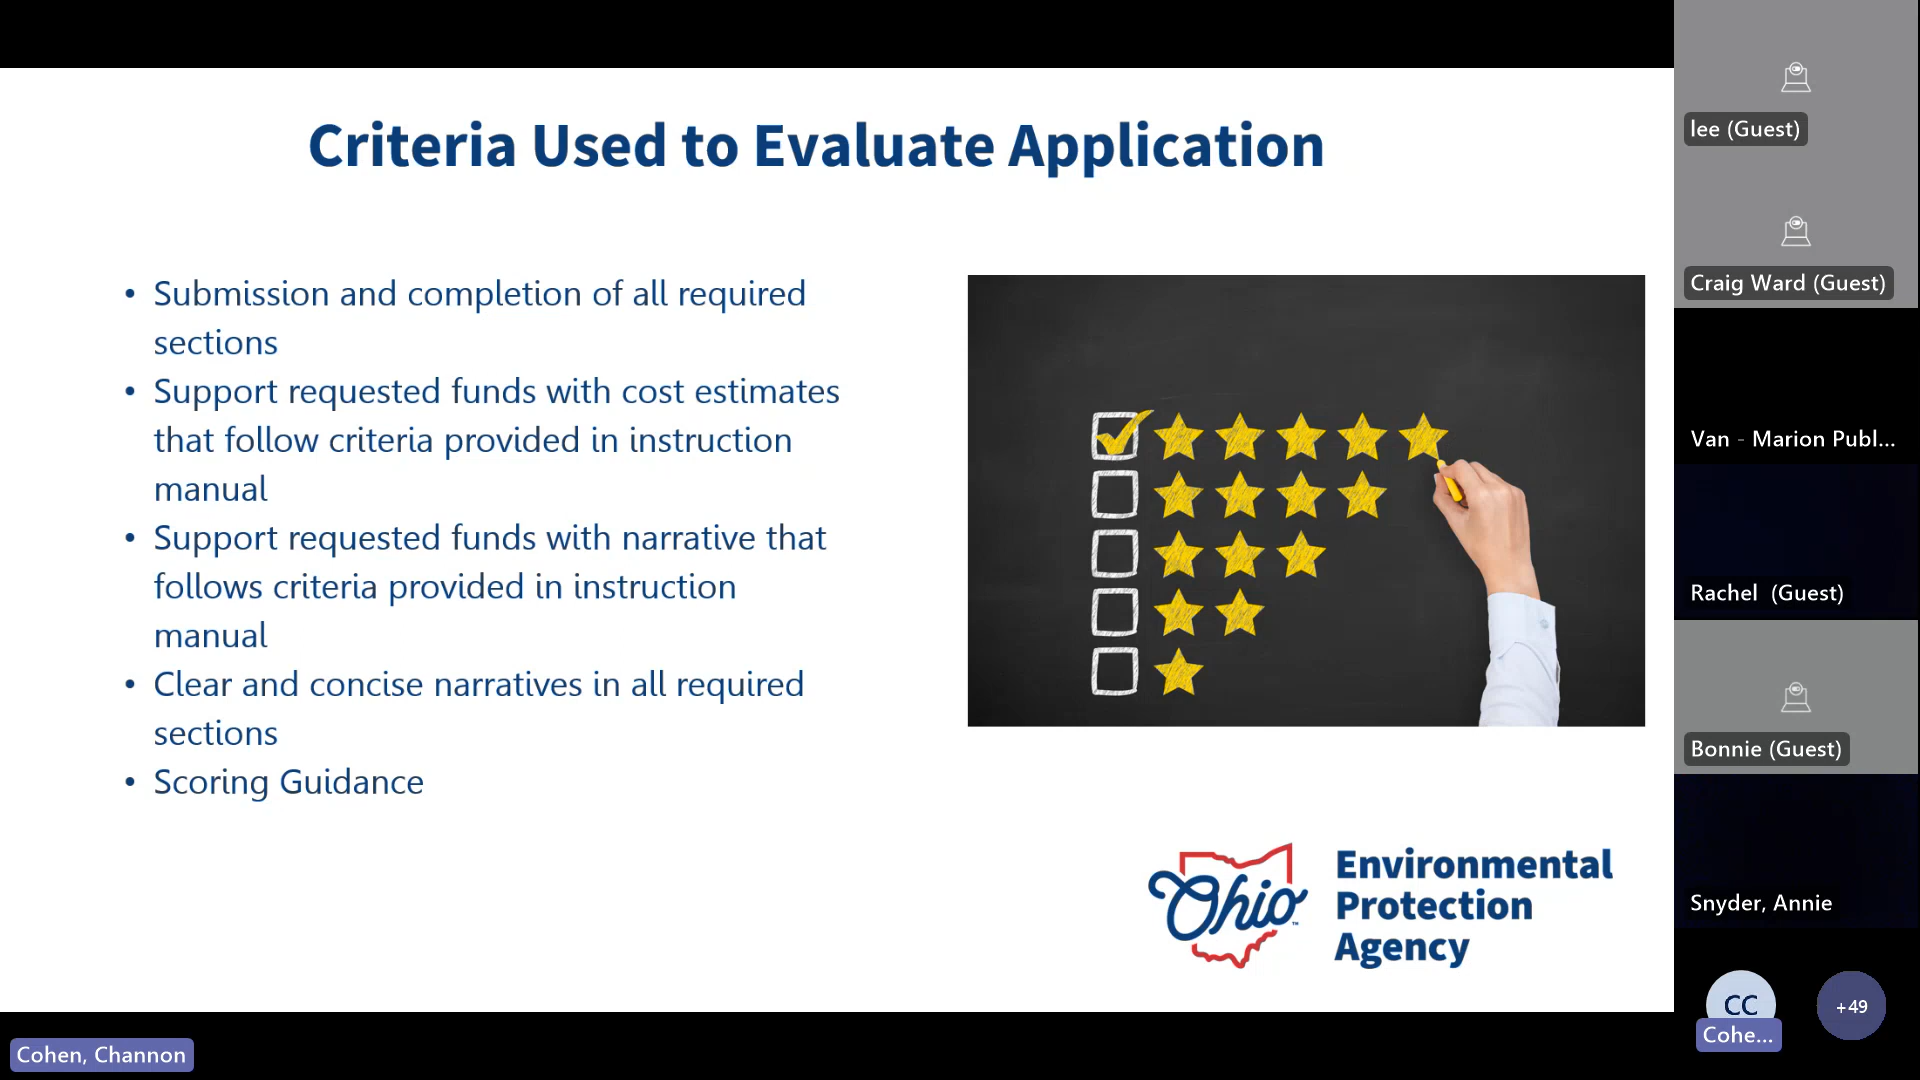 Criteria Used to Evaluate Application
• Submission and completion of all required
sections
• Support requested funds with cost estimates
that follow criteria provided in instruction
manual
• Support requested funds with narrative that
follows criteria provided in instruction
manual
• Clear and concise narratives in all required
sections
• Scoring Guidance
Ohio
TM
Environmental
Protection
Agency
lee (Guest)
Craig Ward (Guest)
Van - Marion Publ...
Rachel (Guest)
Bonnie (Guest)
Snyder, Annie
CC
Cohe...
+49
Cohen, Channon